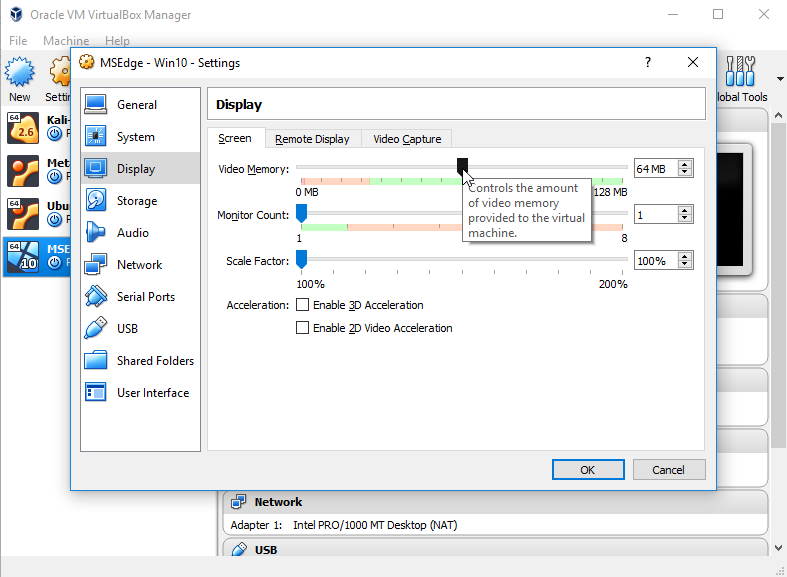 Oracle VM VirtualBox Manager
File Machine Help
New
Settin
lobal Tools
64
2.6
Kali-
64
Met
64
Ubu
64
10
MSE
MSEdge - Win10 - Settings
?
General
System
Display
Storage
Audio
Network
Serial Ports
USB
Shared Folders
User Interface
Display
Screen Remote Display Video Capture
Video Memory: 64 MB
0 MB 128 MB
Controls the amount
of video memory
provided to the virtual
machine.
Monitor Count: 1
1 8
Scale Factor: 100%
100% 200%
Acceleration: Enable 3D Acceleration
Enable 2D Video Acceleration
OK Cancel
Network
Adapter 1: Intel PRO/1000 MT Desktop (NAT)
USB